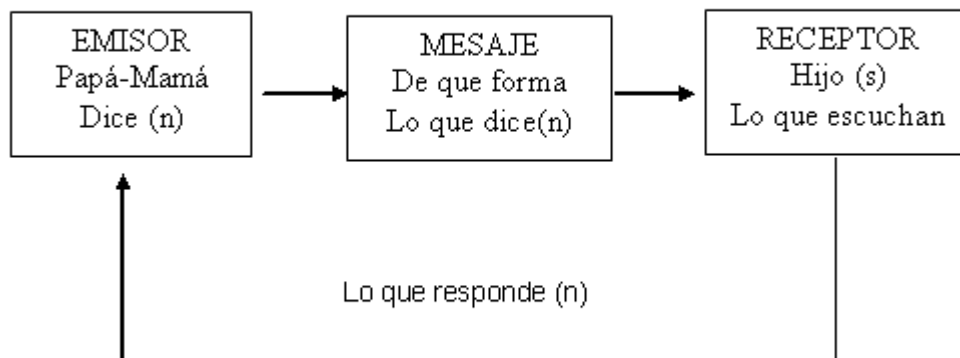 EMISOR
Papá-Mamá
Dice (n)
MESAJE
De que forma
Lo que dice(n)
RECEPTOR
Hijo (s)
Lo que escuchan
Lo que responde (n)